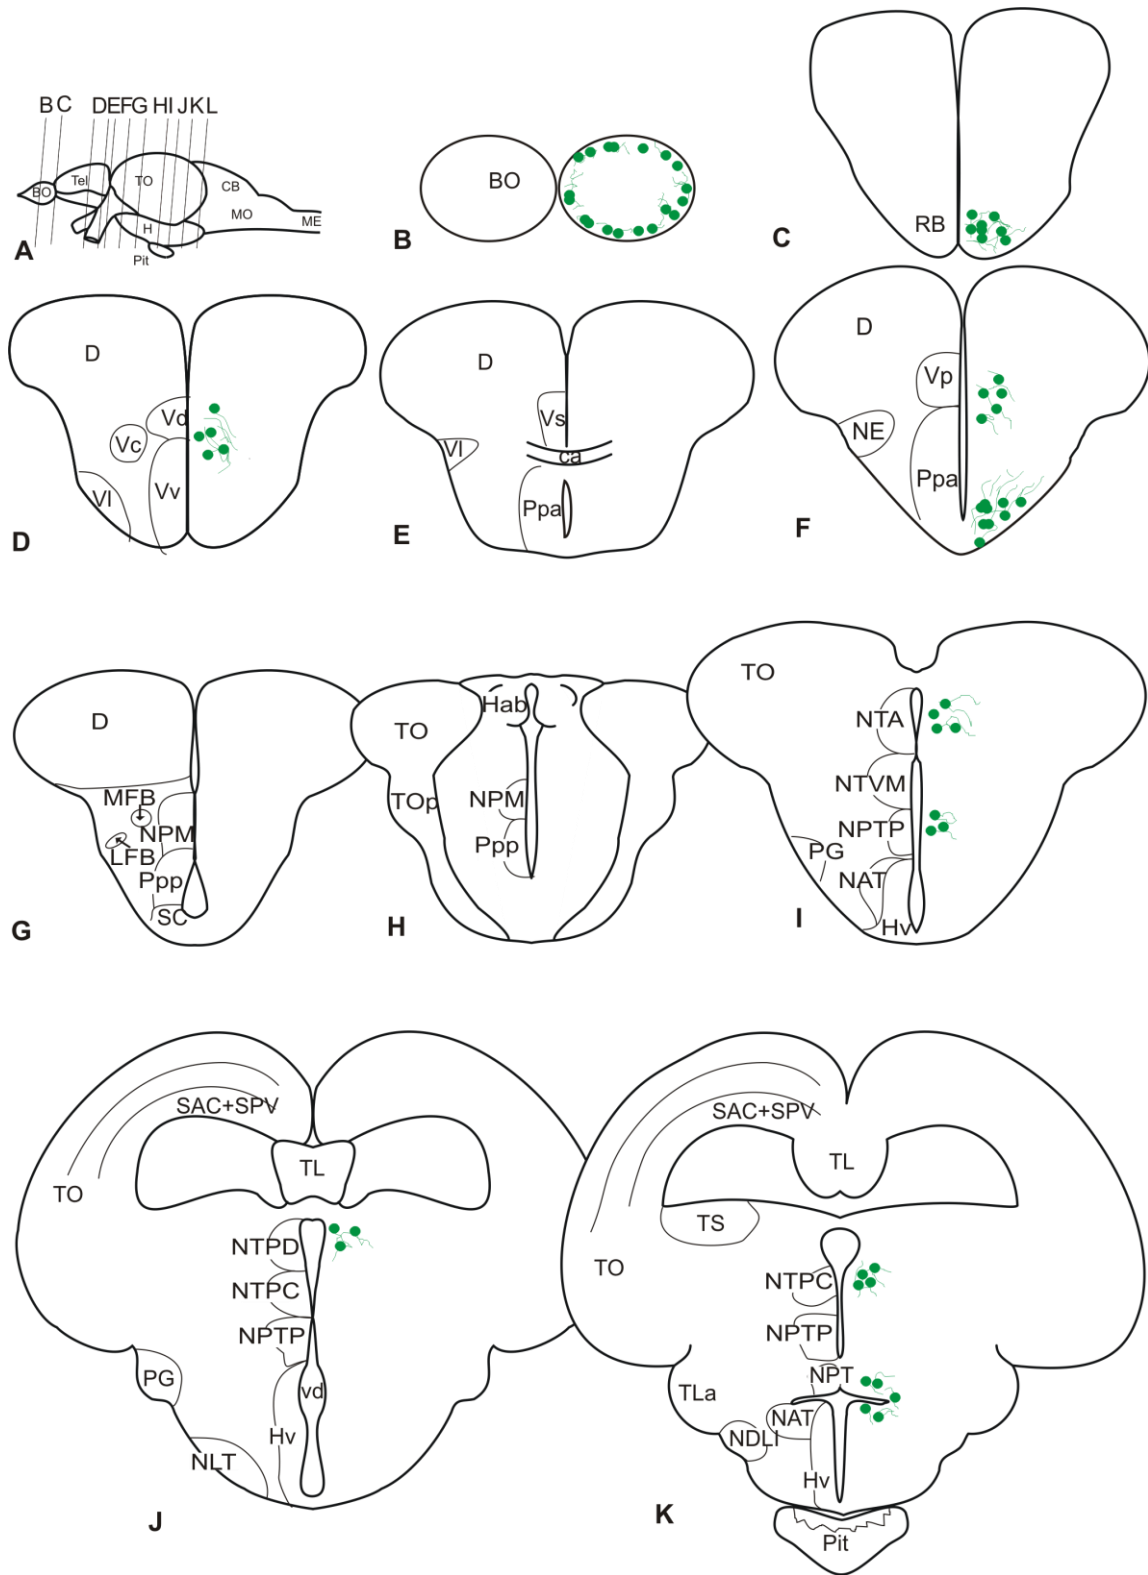 B C DEFG HI JKL
BO Tel TO CB
H MO ME
Pit
A
BO
B
RB
C
D
Vd
Vc
Vl Vv
D
D
Vs
Vl
ca
Ppa
E
D
Vp
NE
Ppa
F
D
MFB
NPM
LFB
Ppp
SC
G
Hab
TO
TOp
NPM
Ppp
H
TO
NTA
NTVM
NPTP
PG
NAT
Hv
I
SAC+SPV
TL
TO
NTPD
NTPC
NPTP
PG
vd
Hv
NLT
J
SAC+SPV
TL
TS
TO
NTPC
NPTP
NPT
TLa
NAT
NDLI
Hv
K
Pit